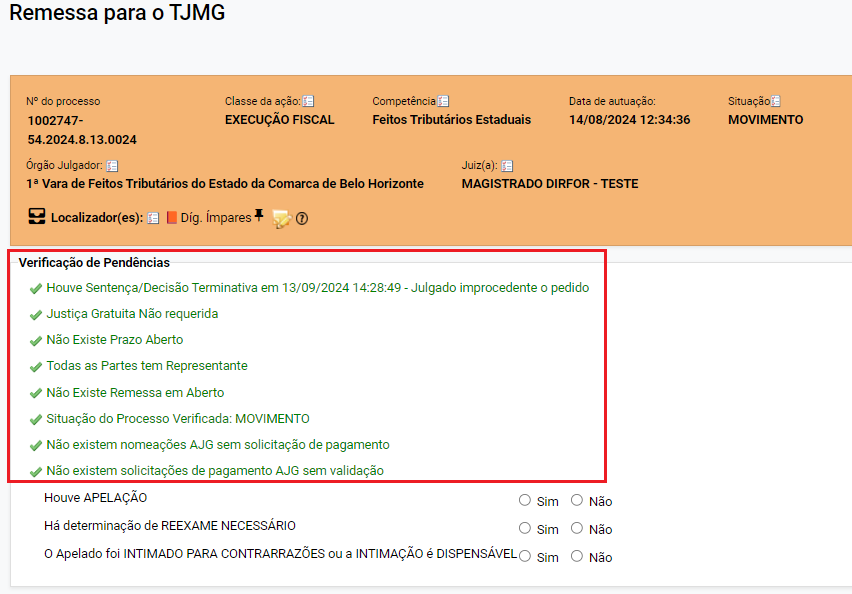 Remessa para o TJMG
Nº do processo
1002747-
54.2024.8.13.0024
Classe da ação:
EXECUÇÃO FISCAL
Competência
Feitos Tributários Estaduais
Data de autuação:
14/08/2024 12:34:36
Situação
MOVIMENTO
Órgão Julgador:
1ª Vara de Feitos Tributários do Estado da Comarca de Belo Horizonte
Juiz(a):
MAGISTRADO DIRFOR - TESTE
Localizador(es): Díg. Ímpares
Verificação de Pendências
Houve Sentença/Decisão Terminativa em 13/09/2024 14:28:49 - Julgado improcedente o pedido
Justiça Gratuita Não requerida
Não Existe Prazo Aberto
Todas as Partes tem Representante
Não Existe Remessa em Aberto
Situação do Processo Verificada: MOVIMENTO
Não existem nomeações AJG sem solicitação de pagamento
Não existem solicitações de pagamento AJG sem validação
Houve APELAÇÃO Sim Não
Há determinação de REEXAME NECESSÁRIO Sim Não
O Apelado foi INTIMADO PARA CONTRARRAZÕES ou a INTIMAÇÃO é DISPENSÁVEL Sim Não